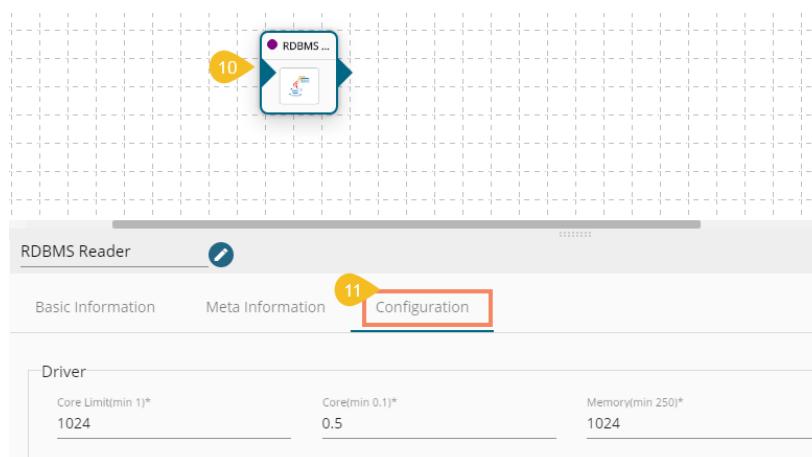 RDBMS ...
10
RDBMS Reader
11
Basic Information Meta Information Configuration
Driver
Core Limit(min 1)* Core(min 0.1)* Memory(min 250)*
1024 0.5 1024